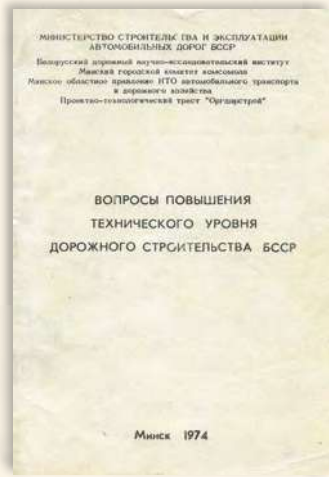 МИНИСТЕРСТВО СТРОИТЕЛЬСТВА И ЭКСПЛУАТАЦИИ
АВТОМОБИЛЬНЫХ ДОРОГ БССР
Белорусский дорожный научно-исследовательский институт
Минский городской комитет комсомола
Минское областное правление НТО автомобильного транспорта
и дорожного хозяйства
Проектно-технологический трест "Оргдорстрой"
ВОПРОСЫ ПОВЫШЕНИЯ
ТЕХНИЧЕСКОГО УРОВНЯ
ДОРОЖНОГО СТРОИТЕЛЬСТВА БССР
Минск 1974